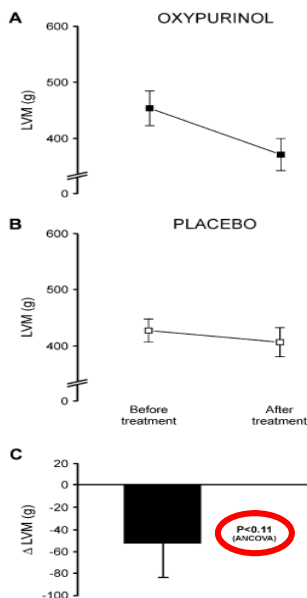 A
OXYPURINOL
600
500
400
0
LVM (g)
B
PLACEBO
600
500
400
0
LVM (g)
Before treatment
After treatment
C
20
0
-20
-40
-60
-80
-100
Δ LVM (g)
P<0.11
(ANCOVA)